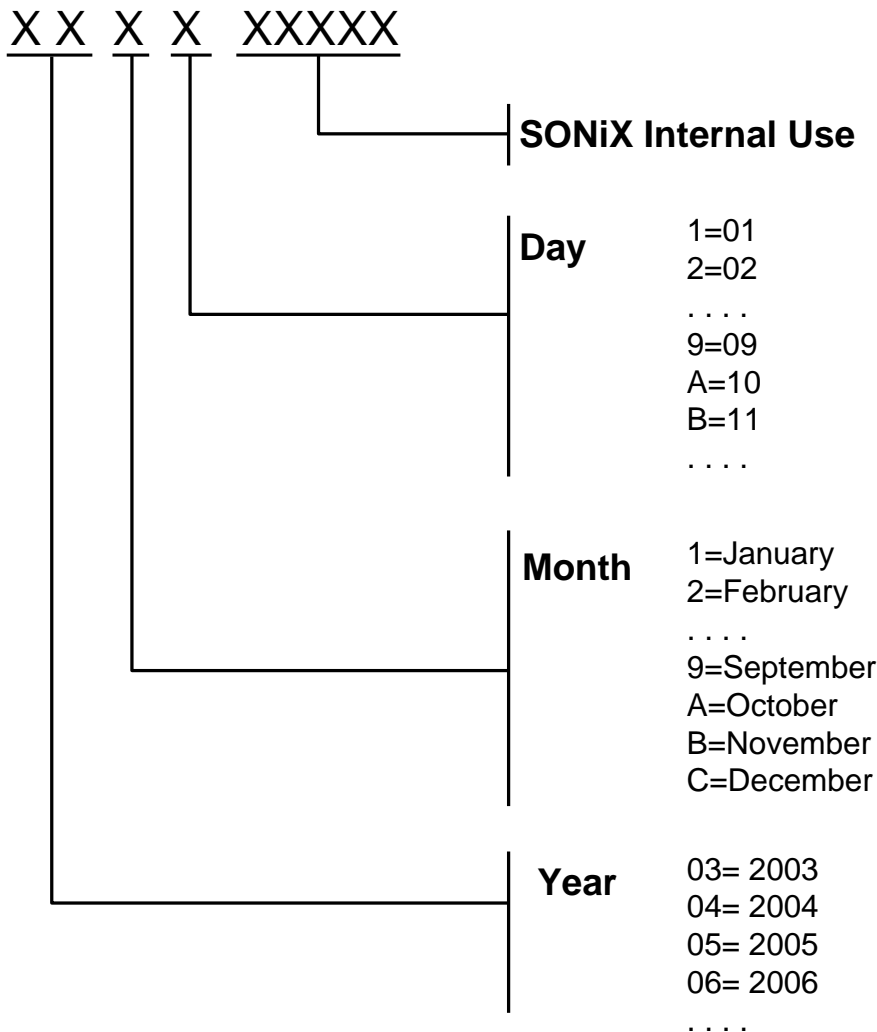 X X X X XXXXX
SONiX Internal Use
Day
1=01
2=02
. . . .
9=09
A=10
B=11
. . . .
Month
1=January
2=February
. . . .
9=September
A=October
B=November
C=December
Year
03= 2003
04= 2004
05= 2005
06= 2006
. . . .